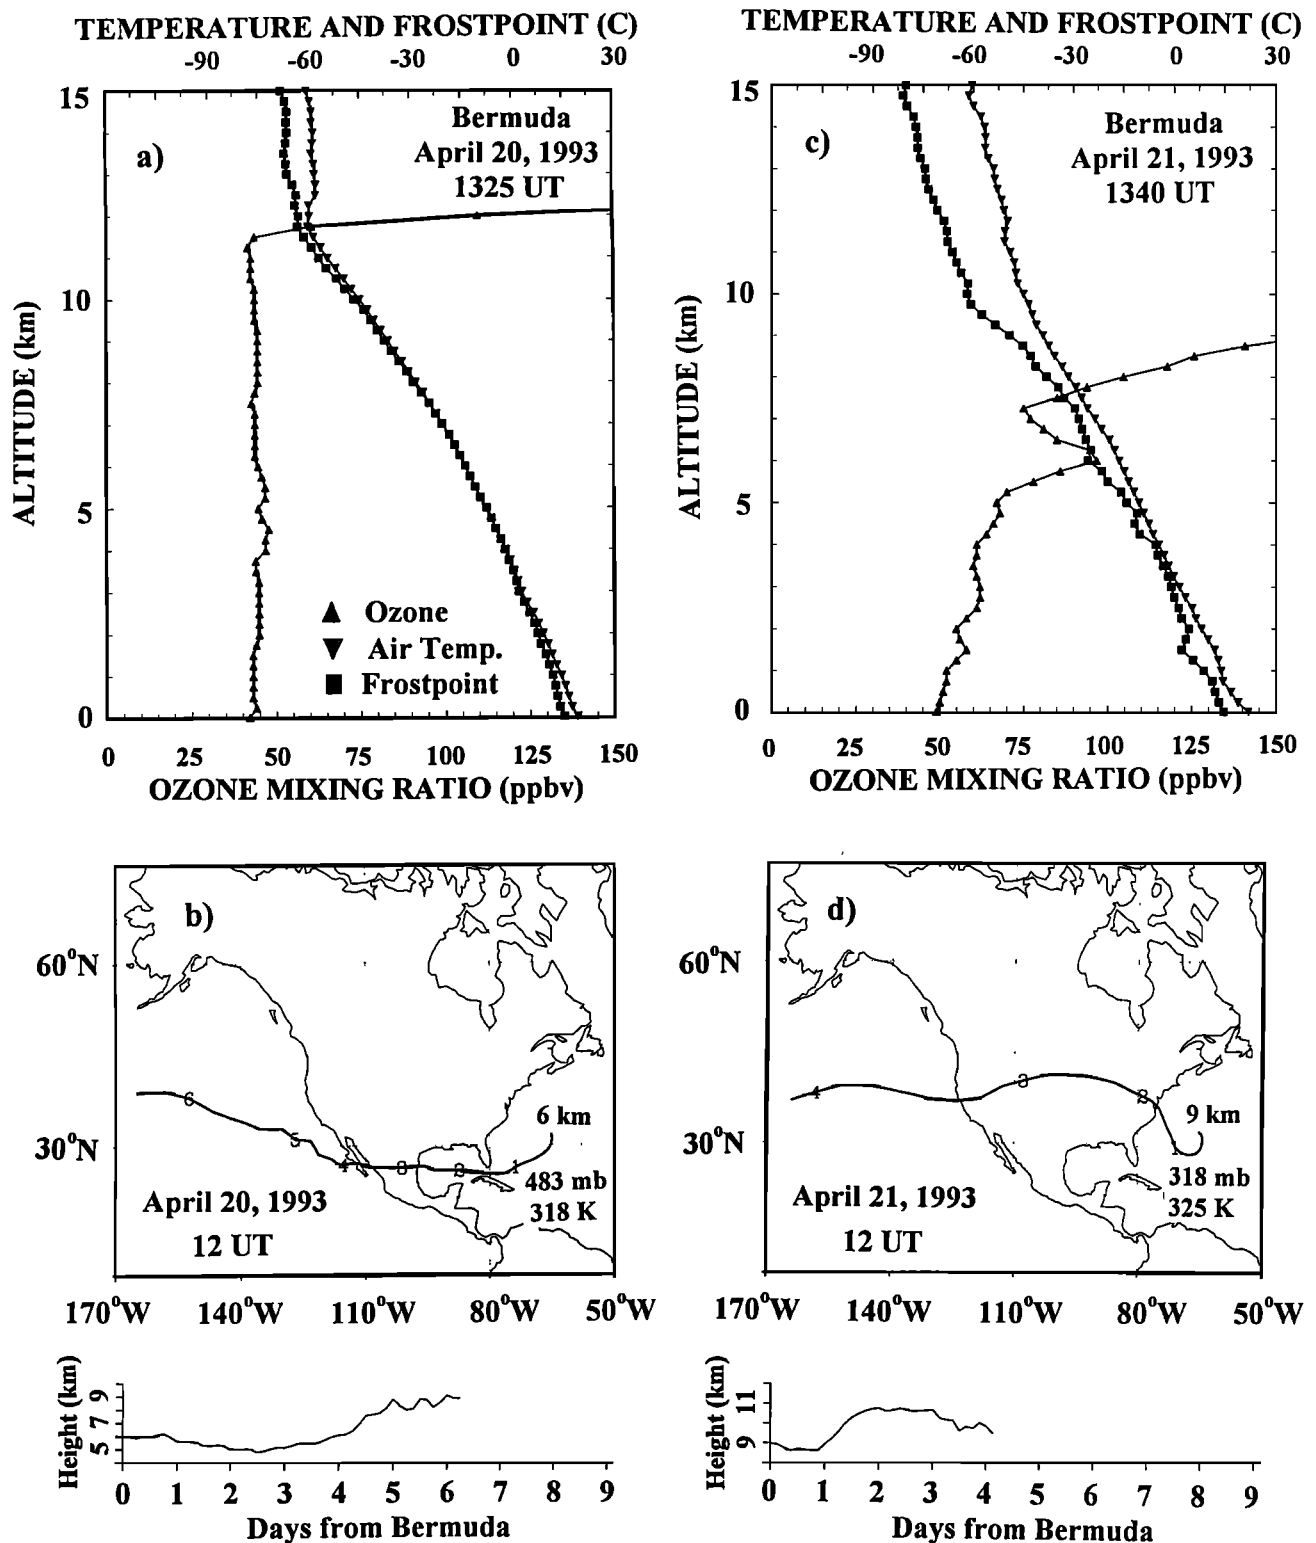 TEMPERATURE AND FROSTPOINT (C)
-90 -60 -30 0 30
15
10
5
0
ALTITUDE (km)
a)
Bermuda
April 20, 1993
1325 UT
Ozone
Air Temp.
Frostpoint
0 25 50 75 100 125 150
OZONE MIXING RATIO (ppbv)
TEMPERATURE AND FROSTPOINT (C)
-90 -60 -30 0 30
15
10
5
0
ALTITUDE (km)
c)
Bermuda
April 21, 1993
1340 UT
0 25 50 75 100 125 150
OZONE MIXING RATIO (ppbv)
b)
60°N
30°N
6 5 4 3 2 1
6 km
483 mb
318 K
April 20, 1993
12 UT
170°W 140°W 110°W 80°W 50°W
d)
60°N
30°N
4 3 2 1
9 km
318 mb
325 K
April 21, 1993
12 UT
170°W 140°W 110°W 80°W 50°W
Height (km)
5 7 9
0 1 2 3 4 5 6 7 8 9
Days from Bermuda
Height (km)
9 11
0 1 2 3 4 5 6 7 8 9
Days from Bermuda